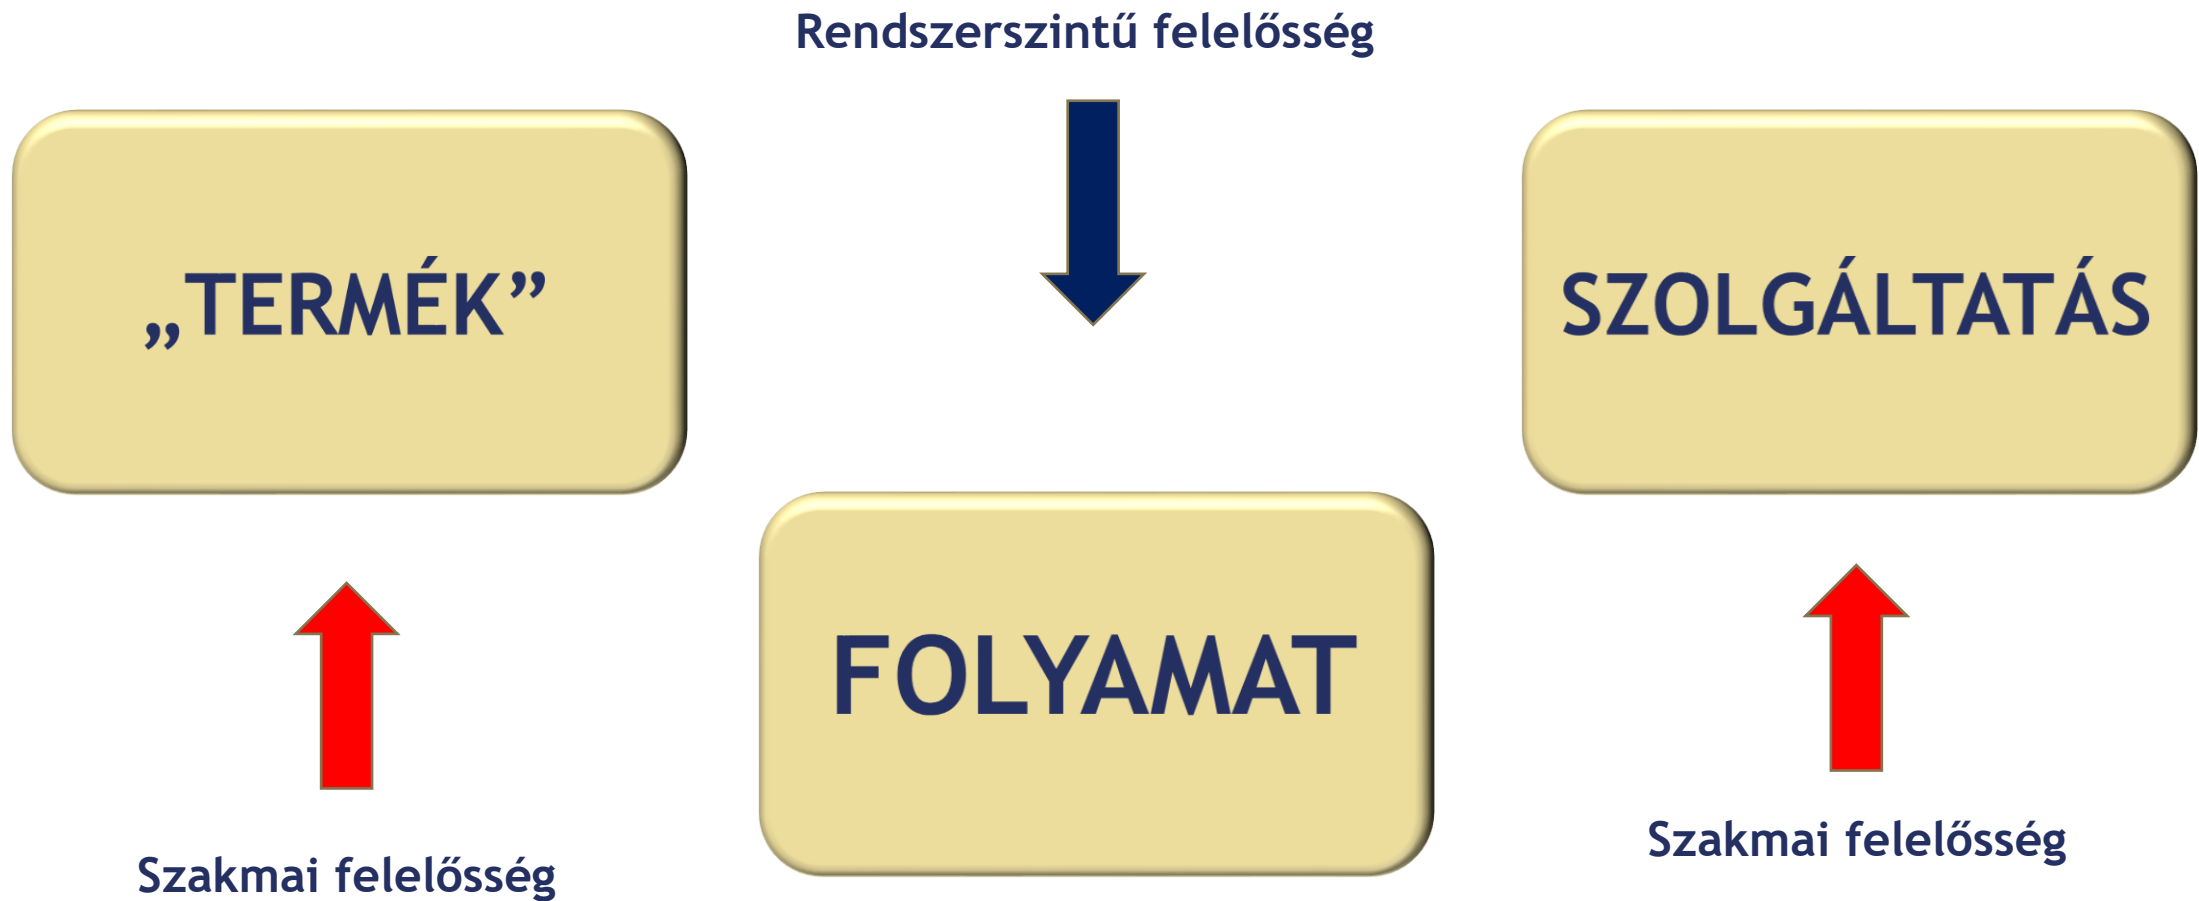 Rendszerszintű felelősség
„TERMÉK”
SZOLGÁLTATÁS
FOLYAMAT
Szakmai felelősség
Szakmai felelősség